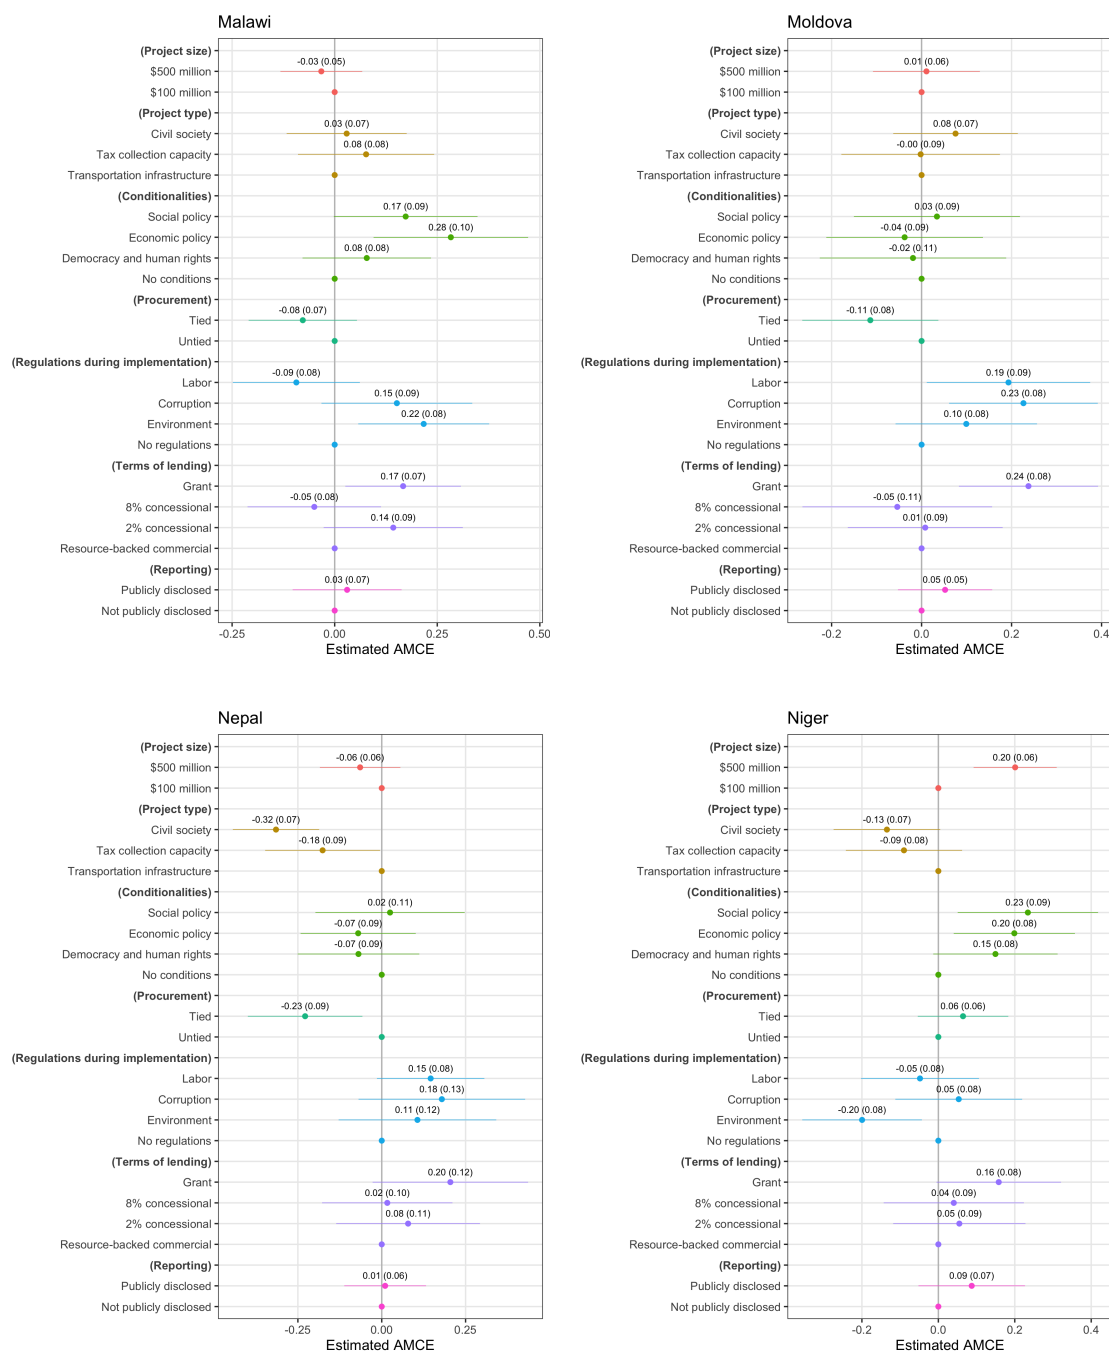 Malawi
(Project size)
-0.03 (0.05)
$500 million
$100 million
(Project type)
0.03 (0.07)
Civil society
0.08 (0.08)
Tax collection capacity
Transportation infrastructure
(Conditionalities)
0.17 (0.09)
Social policy
0.28 (0.10)
Economic policy
0.08 (0.08)
Democracy and human rights
No conditions
(Procurement)
-0.08 (0.07)
Tied
Untied
(Regulations during implementation)
-0.09 (0.08)
Labor
0.15 (0.09)
Corruption
0.22 (0.08)
Environment
No regulations
(Terms of lending)
0.17 (0.07)
Grant
-0.05 (0.08)
8% concessional
0.14 (0.09)
2% concessional
Resource-backed commercial
(Reporting)
0.03 (0.07)
Publicly disclosed
Not publicly disclosed
-0.25 0.00 0.25 0.50
Estimated AMCE
Moldova
(Project size)
0.01 (0.06)
$500 million
$100 million
(Project type)
0.08 (0.07)
Civil society
-0.00 (0.09)
Tax collection capacity
Transportation infrastructure
(Conditionalities)
0.03 (0.09)
Social policy
-0.04 (0.09)
Economic policy
-0.02 (0.11)
Democracy and human rights
No conditions
(Procurement)
-0.11 (0.08)
Tied
Untied
(Regulations during implementation)
0.19 (0.09)
Labor
0.23 (0.08)
Corruption
0.10 (0.08)
Environment
No regulations
(Terms of lending)
0.24 (0.08)
Grant
-0.05 (0.11)
8% concessional
0.01 (0.09)
2% concessional
Resource-backed commercial
(Reporting)
0.05 (0.05)
Publicly disclosed
Not publicly disclosed
-0.2 0.0 0.2 0.4
Estimated AMCE
Nepal
(Project size)
-0.06 (0.06)
$500 million
$100 million
(Project type)
-0.32 (0.07)
Civil society
-0.18 (0.09)
Tax collection capacity
Transportation infrastructure
(Conditionalities)
0.02 (0.11)
Social policy
-0.07 (0.09)
Economic policy
-0.07 (0.09)
Democracy and human rights
No conditions
(Procurement)
-0.23 (0.09)
Tied
Untied
(Regulations during implementation)
0.15 (0.08)
Labor
0.18 (0.13)
Corruption
0.11 (0.12)
Environment
No regulations
(Terms of lending)
0.20 (0.12)
Grant
0.02 (0.10)
8% concessional
0.08 (0.11)
2% concessional
Resource-backed commercial
(Reporting)
0.01 (0.06)
Publicly disclosed
Not publicly disclosed
-0.25 0.00 0.25
Estimated AMCE
Niger
(Project size)
0.20 (0.06)
$500 million
$100 million
(Project type)
-0.13 (0.07)
Civil society
-0.09 (0.08)
Tax collection capacity
Transportation infrastructure
(Conditionalities)
0.23 (0.09)
Social policy
0.20 (0.08)
Economic policy
0.15 (0.08)
Democracy and human rights
No conditions
(Procurement)
0.06 (0.06)
Tied
Untied
(Regulations during implementation)
-0.05 (0.08)
Labor
0.05 (0.08)
Corruption
-0.20 (0.08)
Environment
No regulations
(Terms of lending)
0.16 (0.08)
Grant
0.04 (0.09)
8% concessional
0.05 (0.09)
2% concessional
Resource-backed commercial
(Reporting)
0.09 (0.07)
Publicly disclosed
Not publicly disclosed
-0.2 0.0 0.2 0.4
Estimated AMCE